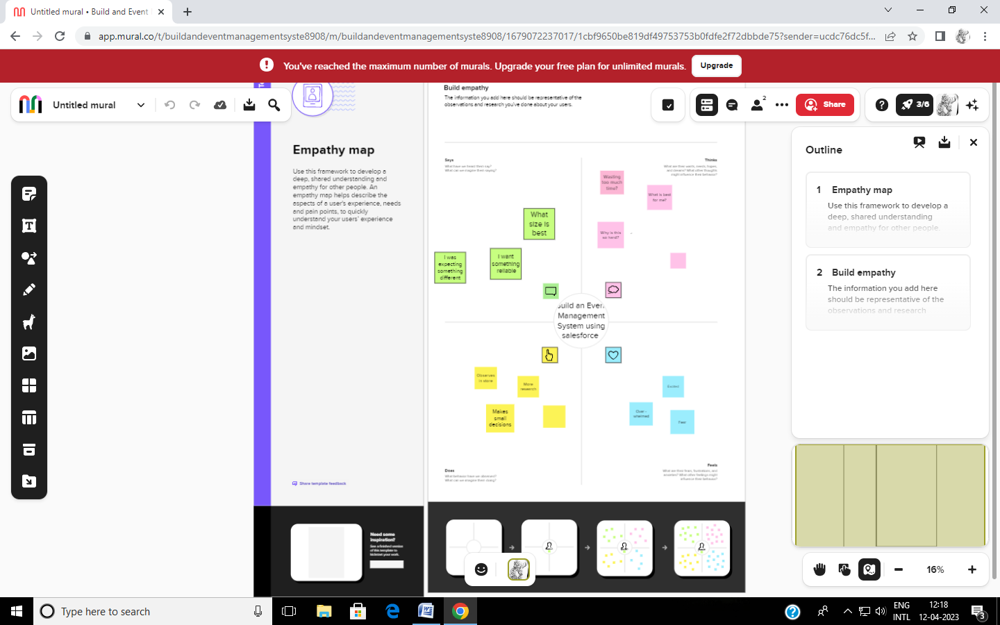 Untitled mural • Build and Event
app.mural.co/t/buildandeventmanagementsyste8908/m/buildandeventmanagementsyste8908/1679072237017/1cbf9650be819df49753753b0fdfe2f72dbbde75?sender=ucdc76dc5f...
You've reached the maximum number of murals. Upgrade your free plan for unlimited murals.
Upgrade
Untitled mural
2
Share
3/6
Build empathy
The information you add here should be representative of the
observations and research you've done about your users.
Empathy map
Use this framework to develop a
deep, shared understanding and
empathy for other people. An
empathy map helps describe the
aspects of a user's experience, needs
and pain points, to quickly
understand your users' experience
and mindset.
Share template feedback
Need some
inspiration?
See a finished version
of this template to
kickstart your work.
Says
What have we heard them say?
What can we imagine them saying?
Thinks
What are their wants, needs, hopes,
and dreams? What other thoughts
might influence their behavior?
Wasting
too much
time?
What is best
for me?
Why is this
so hard?
What
size is
best
I was
expecting
something
different
I want
something
reliable
Build an Even
Management
System using
salesforce
Observes
in store
More
research
Makes
small
decisions
Excited
Over -
whelmed
Fear
Does
What behavior have we observed?
What can we imagine them doing?
Feels
What are their fears, frustrations, and
anxieties? What other feelings might
influence their behavior?
Outline
1 Empathy map
Use this framework to develop a
deep, shared understanding
and empathy for other people.
2 Build empathy
The information you add here
should be representative of the
observations and research
16%
Type here to search
ENG
INTL
12:18
12-04-2023
3